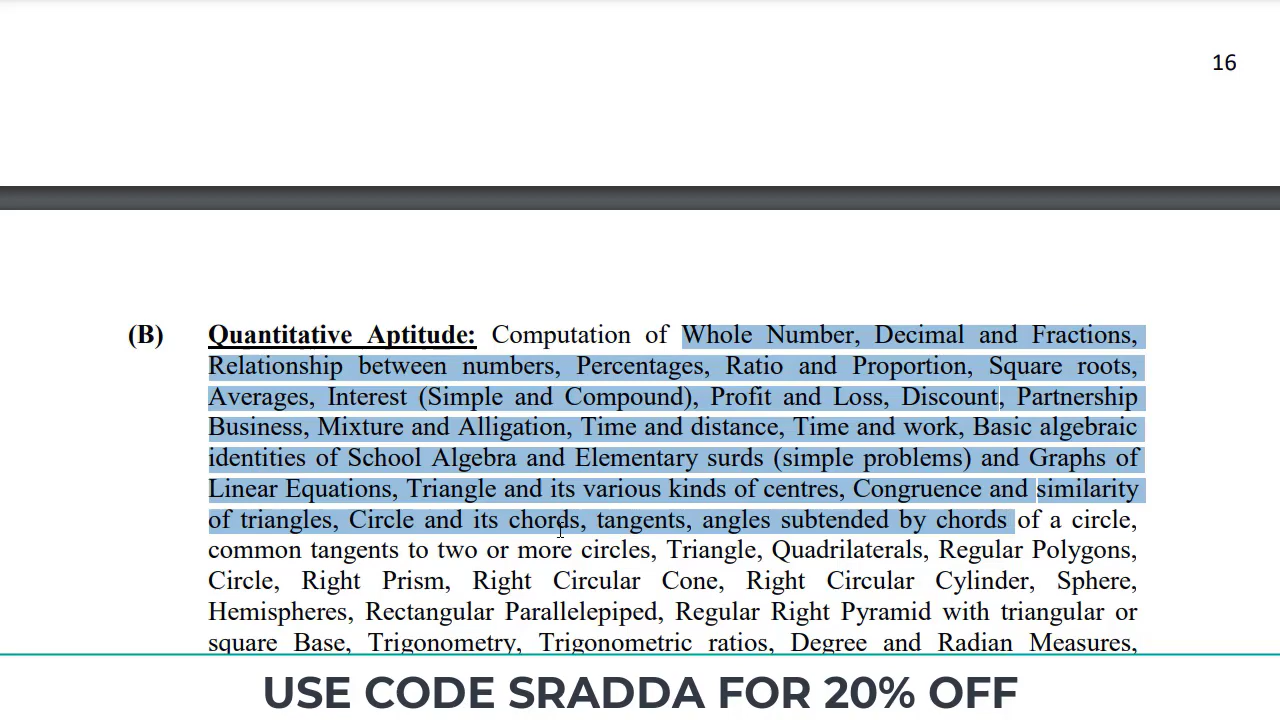 16
(B) Quantitative Aptitude: Computation of Whole Number, Decimal and Fractions,
Relationship between numbers, Percentages, Ratio and Proportion, Square roots,
Averages, Interest (Simple and Compound), Profit and Loss, Discount, Partnership
Business, Mixture and Alligation, Time and distance, Time and work, Basic algebraic
identities of School Algebra and Elementary surds (simple problems) and Graphs of
Linear Equations, Triangle and its various kinds of centres, Congruence and similarity
of triangles, Circle and its chords, tangents, angles subtended by chords of a circle,
common tangents to two or more circles, Triangle, Quadrilaterals, Regular Polygons,
Circle, Right Prism, Right Circular Cone, Right Circular Cylinder, Sphere,
Hemispheres, Rectangular Parallelepiped, Regular Right Pyramid with triangular or
square Base, Trigonometry, Trigonometric ratios, Degree and Radian Measures,
USE CODE SRADDA FOR 20% OFF